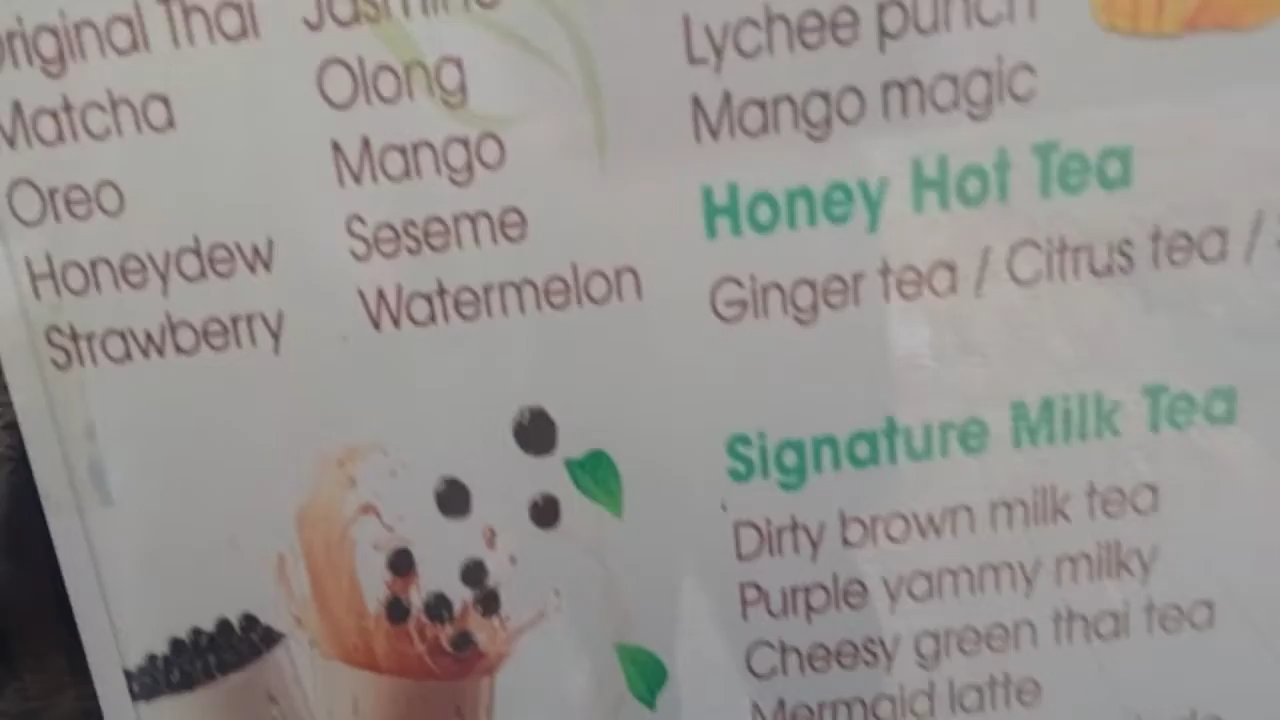 Original Thai
Matcha
Oreo
Honeydew
Strawberry
Jasmine
Olong
Mango
Seseme
Watermelon
Lychee punch
Mango magic
Honey Hot Tea
Ginger tea / Citrus tea /
Signature Milk Tea
Dirty brown milk tea
Purple yammy milky
Cheesy green thai tea
Mermaid latte